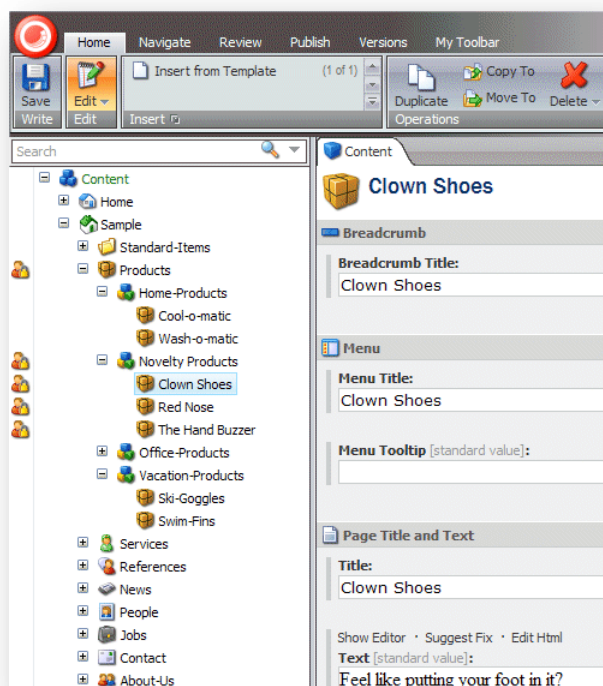 Home Navigate Review Publish Versions My Toolbar
Insert from Template (1 of 1)
Copy To
Save Edit Duplicate Move To Delete
Write Edit Insert Operations
Search
Content
Content
Clown Shoes
Home
Sample
Breadcrumb
Standard-Items
Breadcrumb Title:
Products
Clown Shoes
Home-Products
Cool-o-matic
Wash-o-matic
Menu
Novelty Products
Menu Title:
Clown Shoes
Clown Shoes
Red Nose
The Hand Buzzer
Menu Tooltip [standard value]:
Office-Products
Vacation-Products
Ski-Goggles
Swim-Fins
Page Title and Text
Services
Title:
References
Clown Shoes
News
People
Jobs
Show Editor · Suggest Fix · Edit Html
Contact
Text [standard value]:
About-Us
Feel like putting your foot in it?